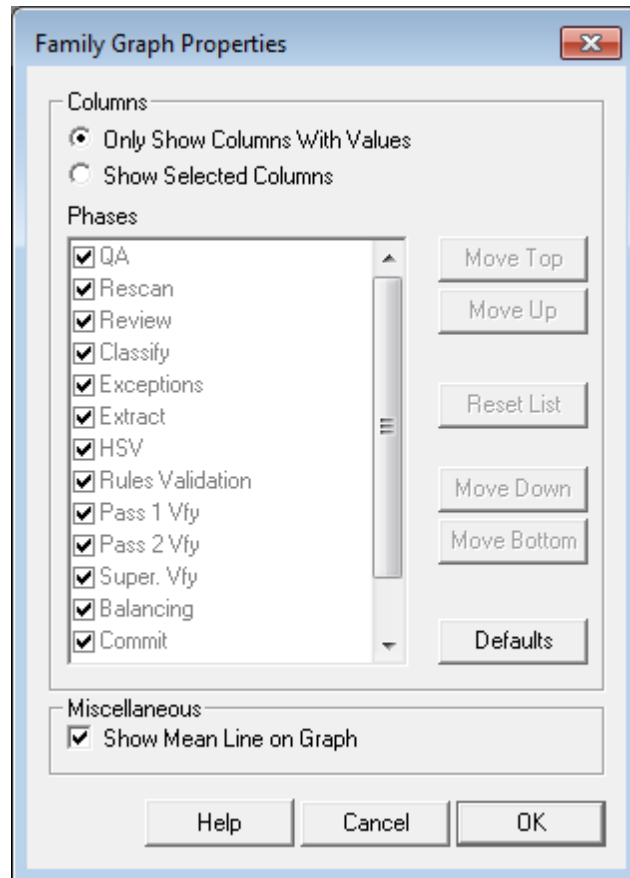 Family Graph Properties
Columns
Only Show Columns With Values
Show Selected Columns
Phases
QA
Rescan
Review
Classify
Exceptions
Extract
HSV
Rules Validation
Pass 1 Vfy
Pass 2 Vfy
Super. Vfy
Balancing
Commit
Move Top
Move Up
Reset List
Move Down
Move Bottom
Defaults
Miscellaneous
Show Mean Line on Graph
Help Cancel OK